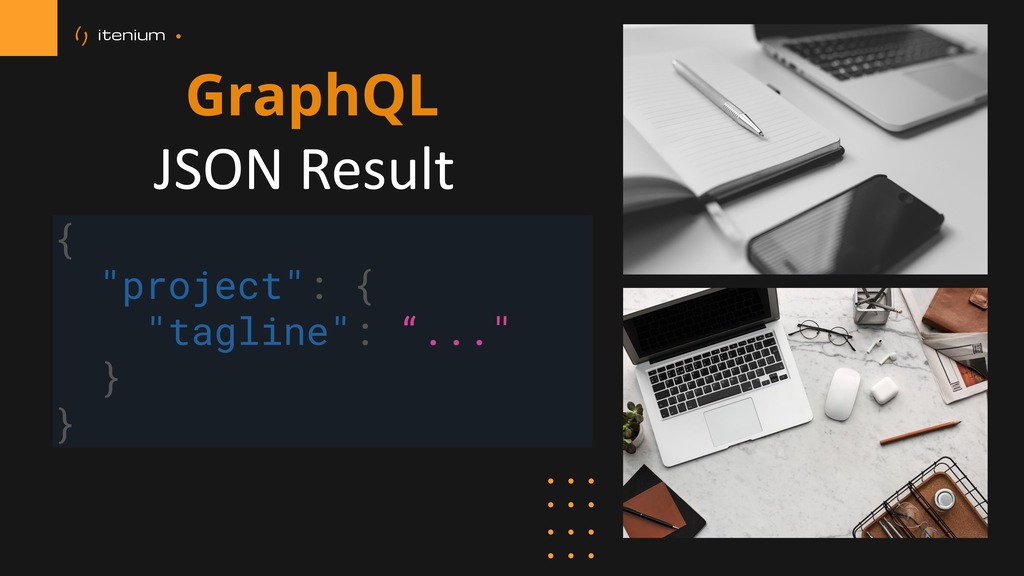 itenium
GraphQL
JSON Result
{
"project": {
"tagline": “..."
}
}